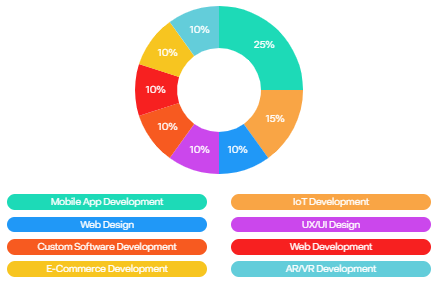 10%
25%
10%
10%
15%
10%
10%
10%
Mobile App Development
IoT Development
Web Design
UX/UI Design
Custom Software Development
Web Development
E-Commerce Development
AR/VR Development